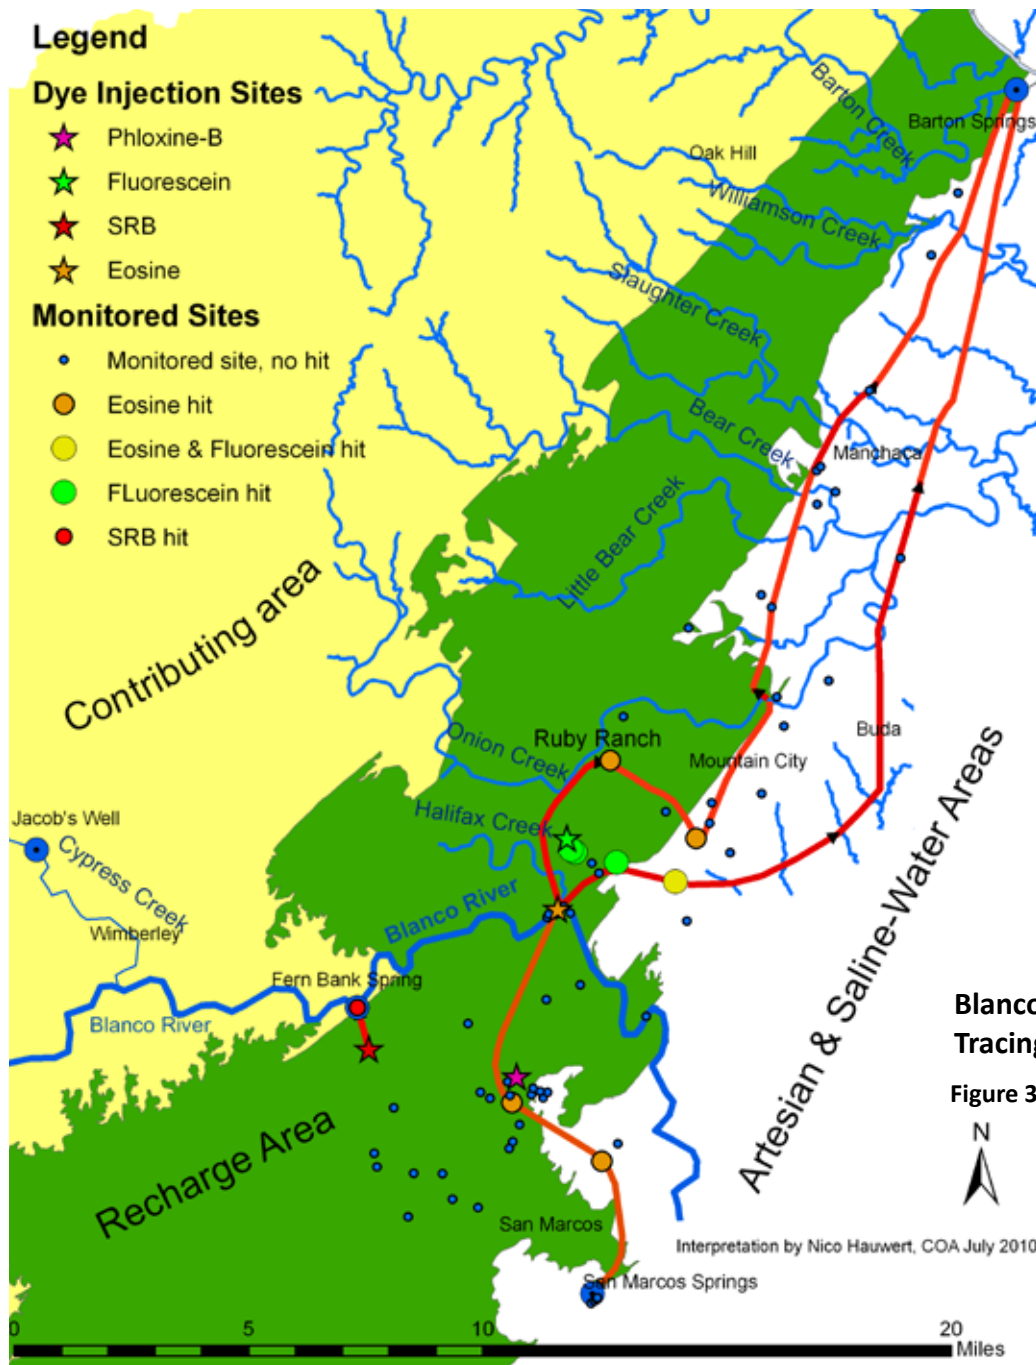 Legend
Dye Injection Sites
Phloxine-B
Fluorescein
SRB
Eosine
Monitored Sites
Monitored site, no hit
Eosine hit
Eosine & Fluorescein hit
FLuorescein hit
SRB hit
Barton Creek
Barton Springs
Oak Hill
Williamson Creek
Slaughter Creek
Bear Creek
Manchaca
Little Bear Creek
Contributing area
Onion Creek
Ruby Ranch
Mountain City
Buda
Halifax Creek
Jacob's Well
Cypress Creek
Wimberley
Blanco River
Fern Bank Spring
Blanco River
Artesian & Saline-Water Areas
Blanco
Tracing
Figure 3
N
Recharge Area
San Marcos
Interpretation by Nico Hauwert, COA July 2010
San Marcos Springs
0 5 10 20
Miles